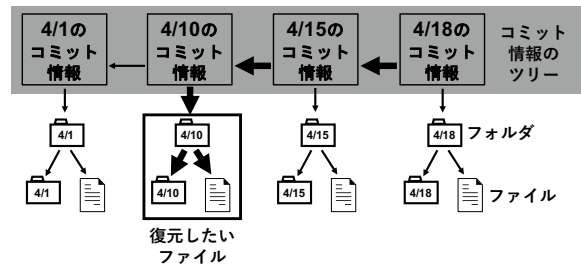 4/1の
コミット
情報
4/10の
コミット
情報
4/15の
コミット
情報
4/18の
コミット
情報
コミット
情報の
ツリー
4/1
4/10
4/15
4/18
フォルダ
4/1
4/10
4/15
4/18
ファイル
復元したい
ファイル